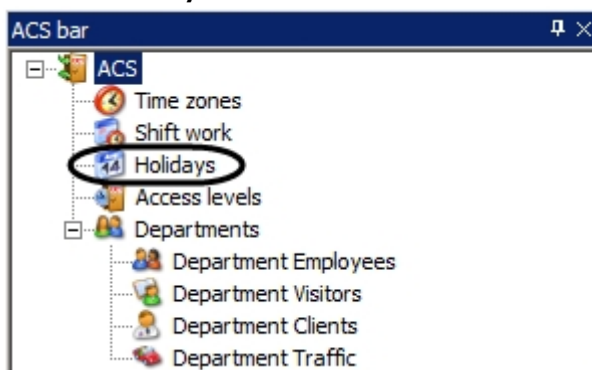 ACS bar
ACS
Time zones
Shift work
Holidays
Access levels
Departments
Department Employees
Department Visitors
Department Clients
Department Traffic